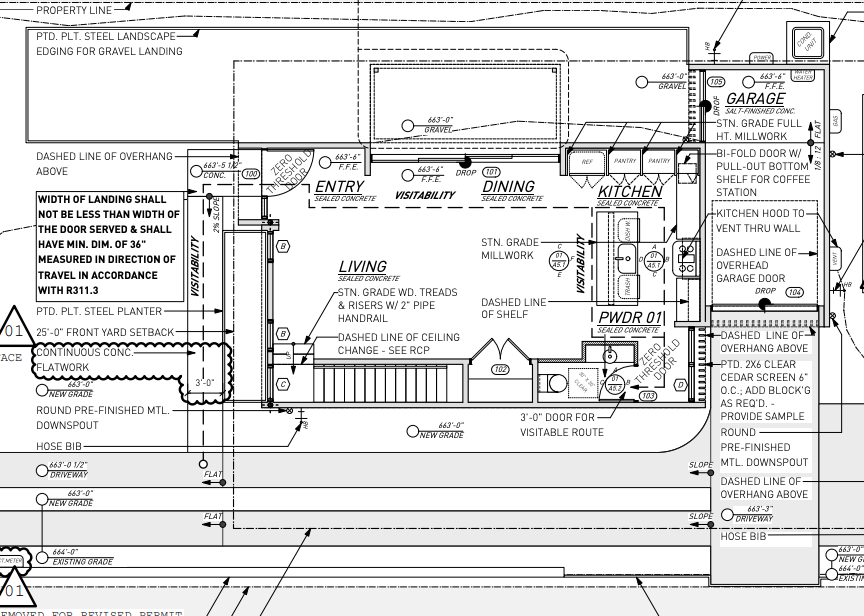 PROPERTY LINE
PTD. PLT. STEEL LANDSCAPE
EDGING FOR GRAVEL LANDING
HB
COND.
UNIT
POWER
WATER
HEATER
663'-0"
GRAVEL
105
663'-6"
F.F.E.
DROP
GARAGE
SALT-FINISHED CONC.
GAS
663'-0"
GRAVEL
STN. GRADE FULL
HT. MILLWORK
FLAT
1/8 : 12
DASHED LINE OF OVERHANG
ABOVE
663'-5 1/2"
CONC.
100
ZERO
THRESHOLD
DOOR
663'-6"
F.F.E.
663'-6"
F.F.E.
DROP
101
REF
PANTRY
PANTRY
BI-FOLD DOOR W/
PULL-OUT BOTTOM
SHELF FOR COFFEE
STATION
ENTRY
SEALED CONCRETE
VISITABILITY
DINING
SEALED CONCRETE
KITCHEN
SEALED CONCRETE
WIDTH OF LANDING SHALL
NOT BE LESS THAN WIDTH OF
THE DOOR SERVED & SHALL
HAVE MIN. DIM. OF 36"
MEASURED IN DIRECTION OF
TRAVEL IN ACCORDANCE
WITH R311.3
2% SLOPE
VISITABILITY
B
KITCHEN HOOD TO
VENT THRU WALL
STN. GRADE
MILLWORK
DISH W/
TRASH
VISITABILITY
C
F
01
A5.1
E
A
D
01
A5.1
B
C
DASHED LINE OF
OVERHEAD
GARAGE DOOR
VENT
HB
LIVING
SEALED CONCRETE
STN. GRADE WD. TREADS
& RISERS W/ 2" PIPE
HANDRAIL
DASHED LINE
OF SHELF
DROP
104
PTD. PLT. STEEL PLANTER
PWDR 01
SEALED CONCRETE
01
25'-0" FRONT YARD SETBACK
B
DASHED LINE OF CEILING
CHANGE - SEE RCP
DASHED LINE OF
OVERHANG ABOVE
CONTINUOUS CONC.
FLATWORK
UP
ZERO
THRESHOLD
DOOR
PTD. 2X6 CLEAR
CEDAR SCREEN 6"
O.C.; ADD BLOCK'G
AS REQ'D. -
PROVIDE SAMPLE
663'-0"
NEW GRADE
3'-0"
C
102
01
A5.2
103
D
ROUND PRE-FINISHED MTL.
DOWNSPOUT
HB
3'-0" DOOR FOR
VISITABLE ROUTE
663'-0"
NEW GRADE
ROUND
PRE-FINISHED
MTL. DOWNSPOUT
HOSE BIB
663'-0 1/2"
DRIVEWAY
FLAT
SLOPE
DASHED LINE OF
OVERHANG ABOVE
663'-0"
NEW GRADE
FLAT
SLOPE
663'-3"
DRIVEWAY
HOSE BIB
664'-0"
EXISTING GRADE
663'-0"
NEW G
664'-0"
EXISTIN
01
EMOVED FOR REVISED PERMIT